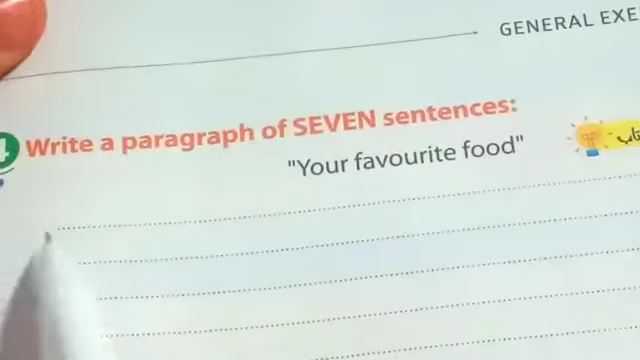 GENERAL EXE
4 Write a paragraph of SEVEN sentences:
"Your favourite food"